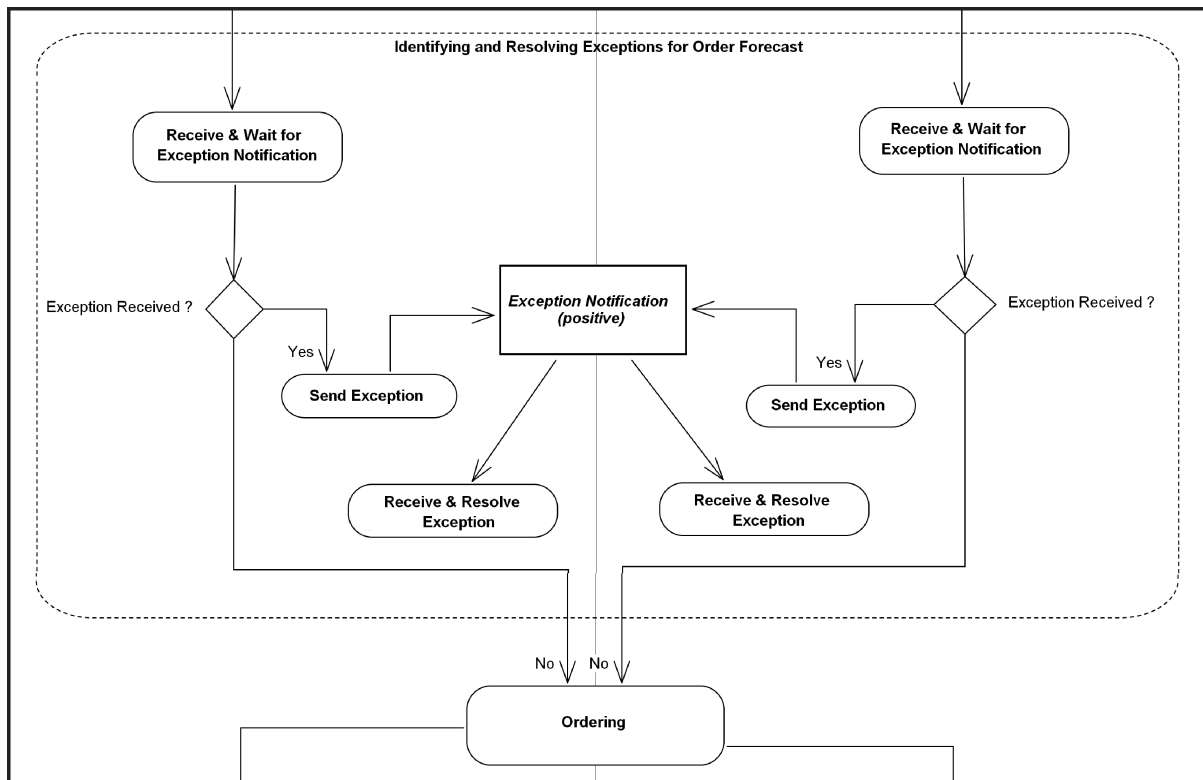 Identifying and Resolving Exceptions for Order Forecast
Receive & Wait for
Exception Notification
Receive & Wait for
Exception Notification
Exception Received ?
Exception Notification
(positive)
Exception Received ?
Yes
Send Exception
Yes
Send Exception
Receive & Resolve
Exception
Receive & Resolve
Exception
No
No
Ordering